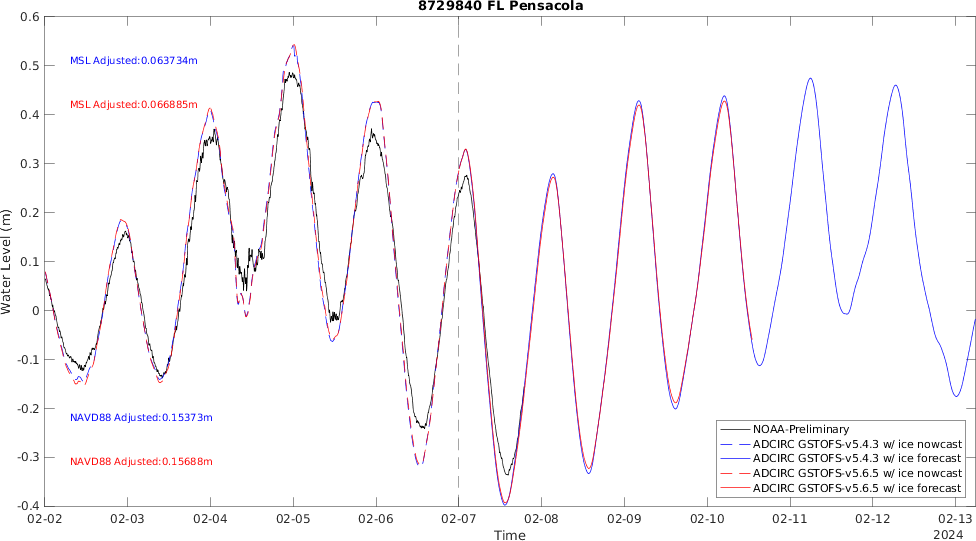 8729840 FL Pensacola
0.6
0.5
0.4
0.3
0.2
0.1
0
-0.1
-0.2
-0.3
-0.4
Water Level (m)
MSL Adjusted:0.063734m
MSL Adjusted:0.066885m
NAVD88 Adjusted:0.15373m
NAVD88 Adjusted:0.15688m
NOAA-Preliminary
ADCIRC GSTOFS-v5.4.3 w/ ice nowcast
ADCIRC GSTOFS-v5.4.3 w/ ice forecast
ADCIRC GSTOFS-v5.6.5 w/ ice nowcast
ADCIRC GSTOFS-v5.6.5 w/ ice forecast
02-02 02-03 02-04 02-05 02-06 02-07 02-08 02-09 02-10 02-11 02-12 02-13
Time
2024